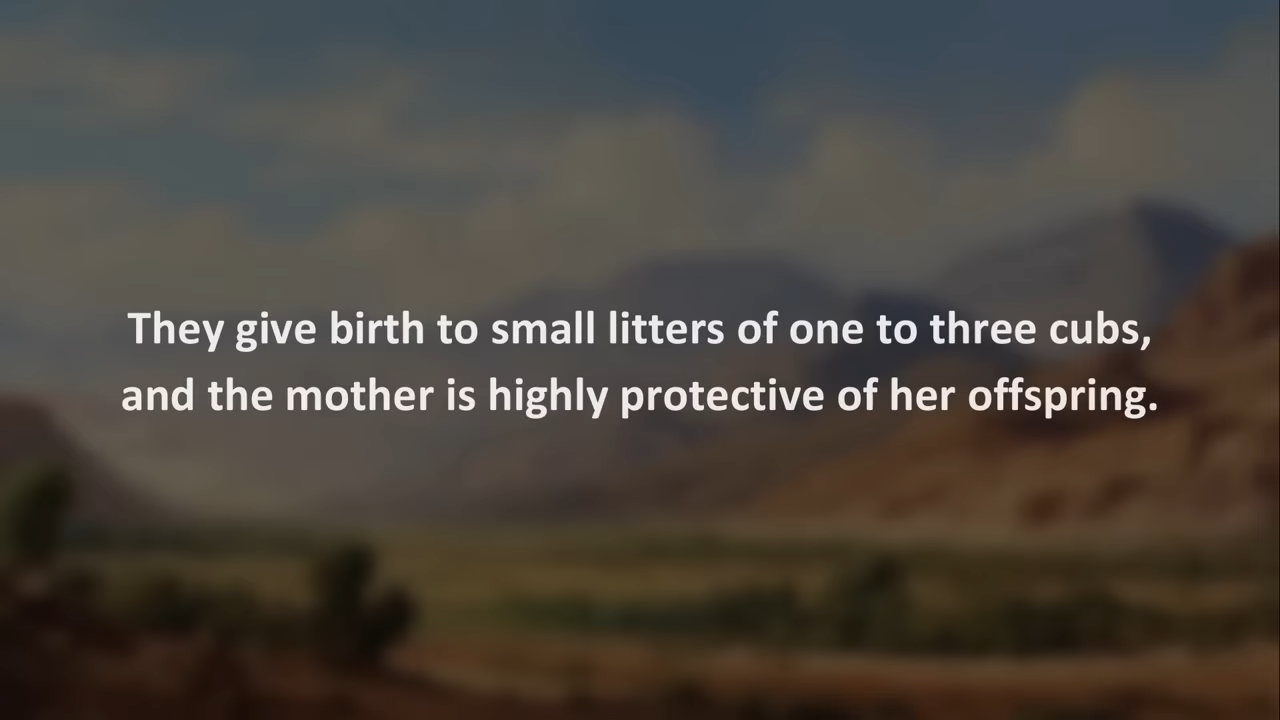 They give birth to small litters of one to three cubs,
and the mother is highly protective of her offspring.